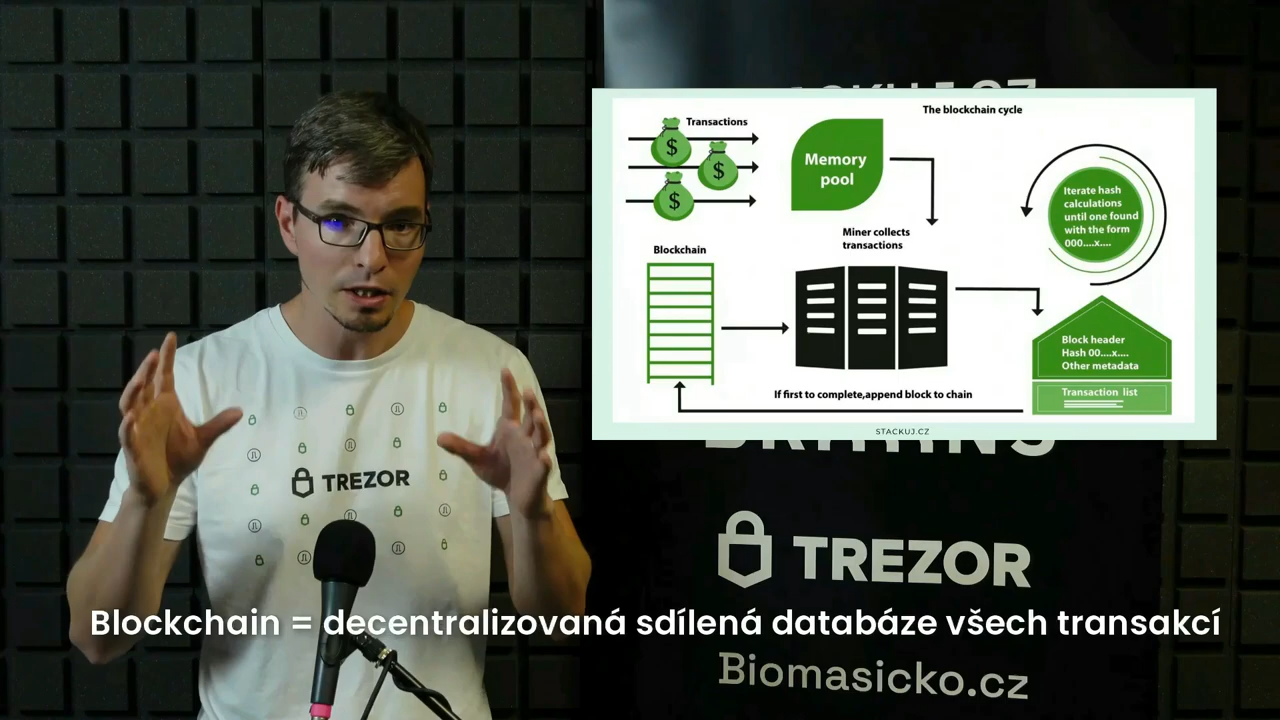 The blockchain cycle
Transactions
$
$
$
Memory
pool
Iterate hash
calculations
until one found
with the form
000....x....
Miner collects
transactions
Blockchain
Block header
Hash 00....x....
Other metadata
Transaction list
If first to complete,append block to chain
STACKUJ.CZ
TREZOR
TREZOR
Blockchain = decentralizovaná sdílená databáze všech transakcí
Biomasicko.cz